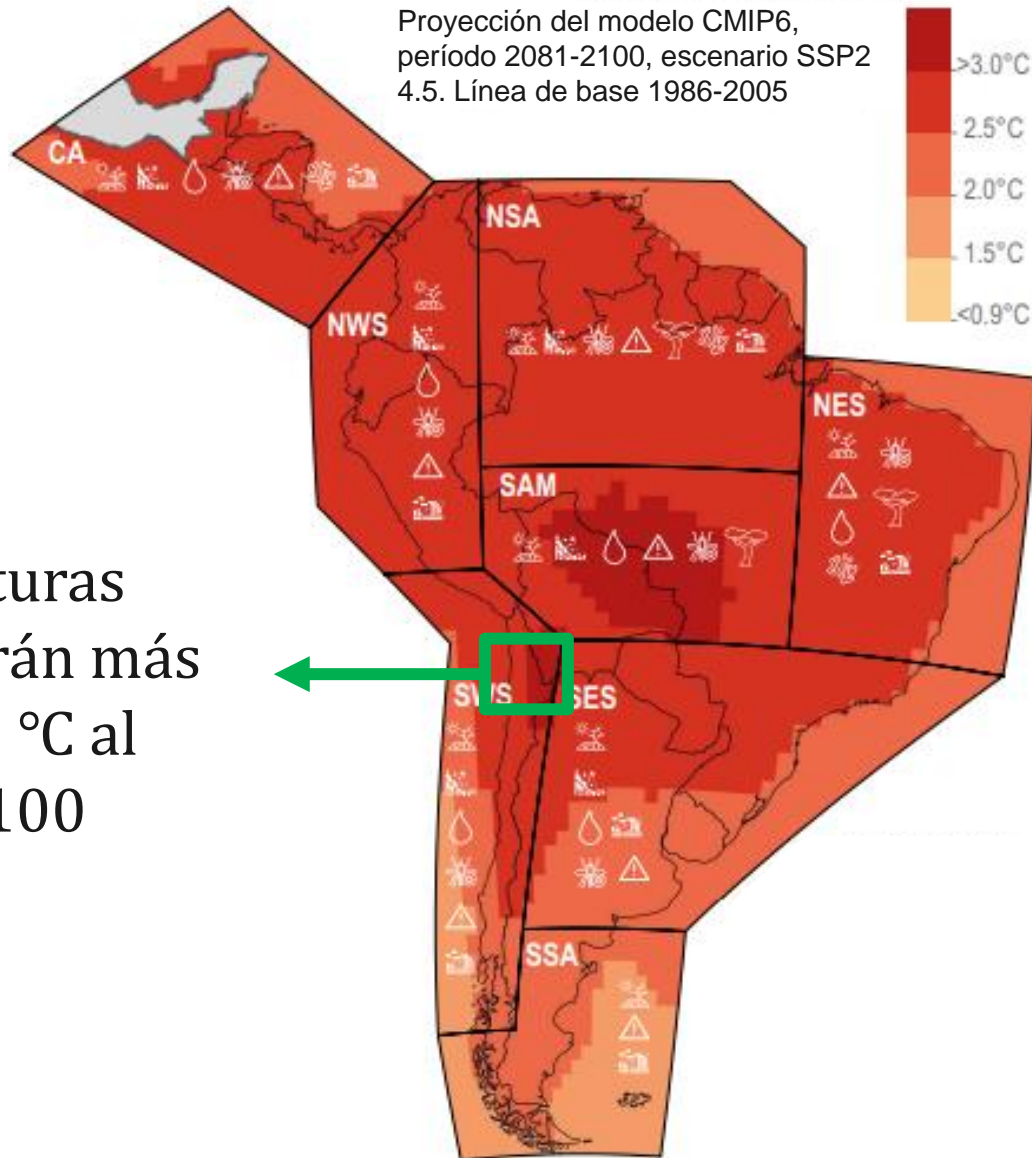 Proyección del modelo CMIP6,
período 2081-2100, escenario SSP2
4.5. Línea de base 1986-2005
>3.0°C
2.5°C
2.0°C
1.5°C
<0.9°C
CA
NSA
NWS
NES
SAM
turas
rán más
°C al
100
SWS
SES
SSA